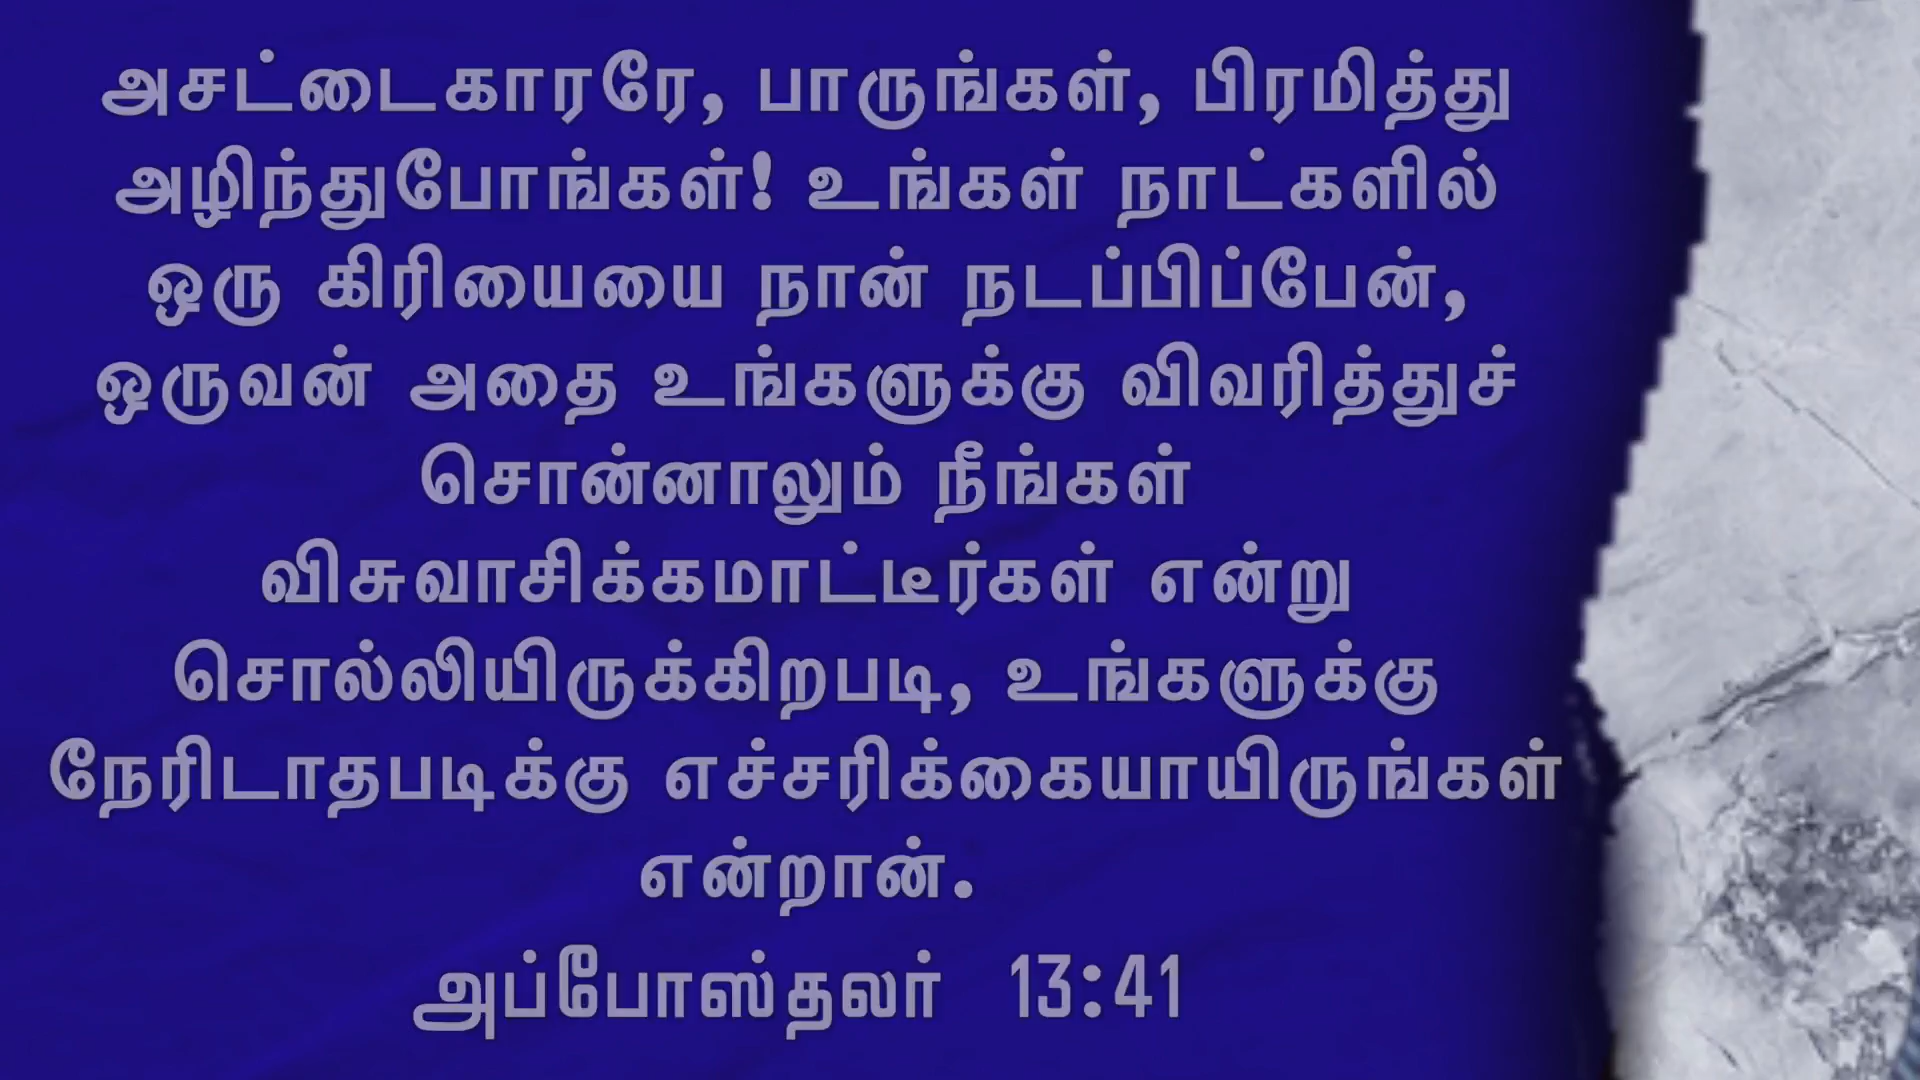 அசட்டைகாரரே, பாருங்கள், பிரமித்து
அழிந்துபோங்கள்! உங்கள் நாட்களில்
ஒரு கிரியையை நான் நடப்பிப்பேன்,
ஒருவன் அதை உங்களுக்கு விவரித்துச்
சொன்னாலும் நீங்கள்
விசுவாசிக்கமாட்டீர்கள் என்று
சொல்லியிருக்கிறபடி, உங்களுக்கு
நேரிடாதபடிக்கு எச்சரிக்கையாயிருங்கள்
என்றான்.
அப்போஸ்தலர் 13:41